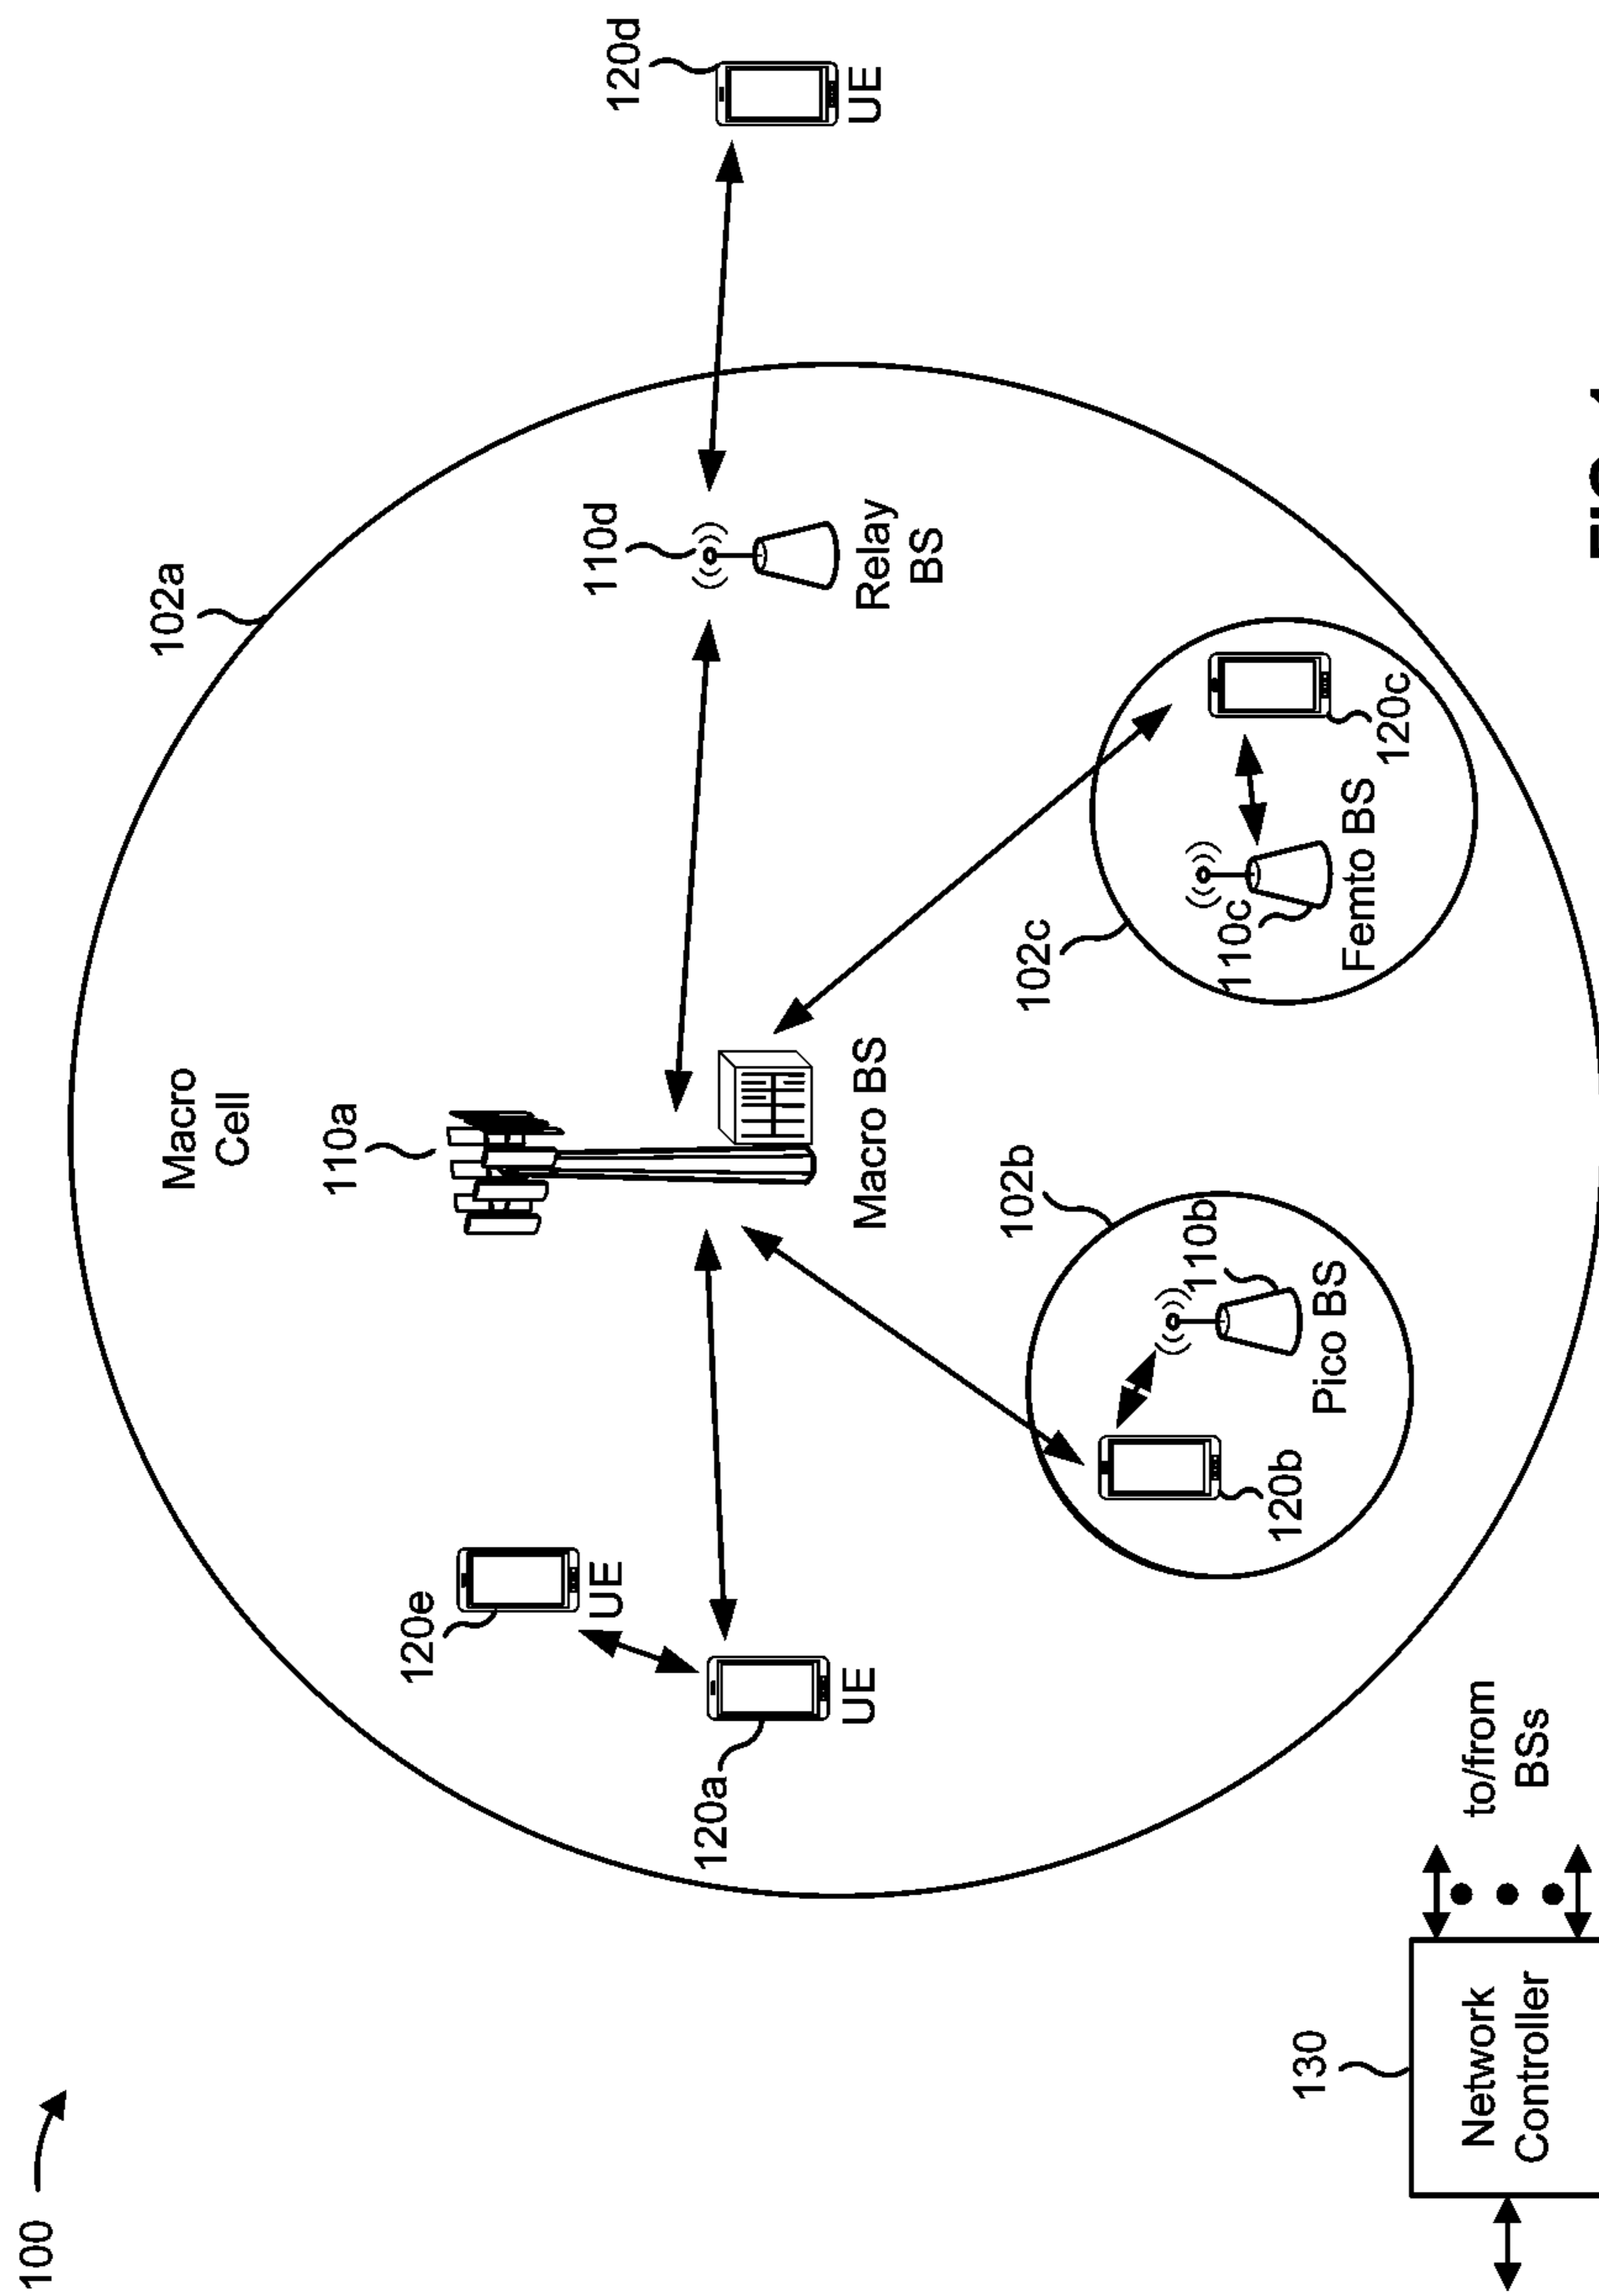 100
102a
Macro
Cell
110a
120d
UE
110d
Relay
BS
120e
UE
120a
UE
Macro BS
102b
110b
Pico BS
120b
102c
110c
Femto BS
120c
130
Network
Controller
to/from
BSs